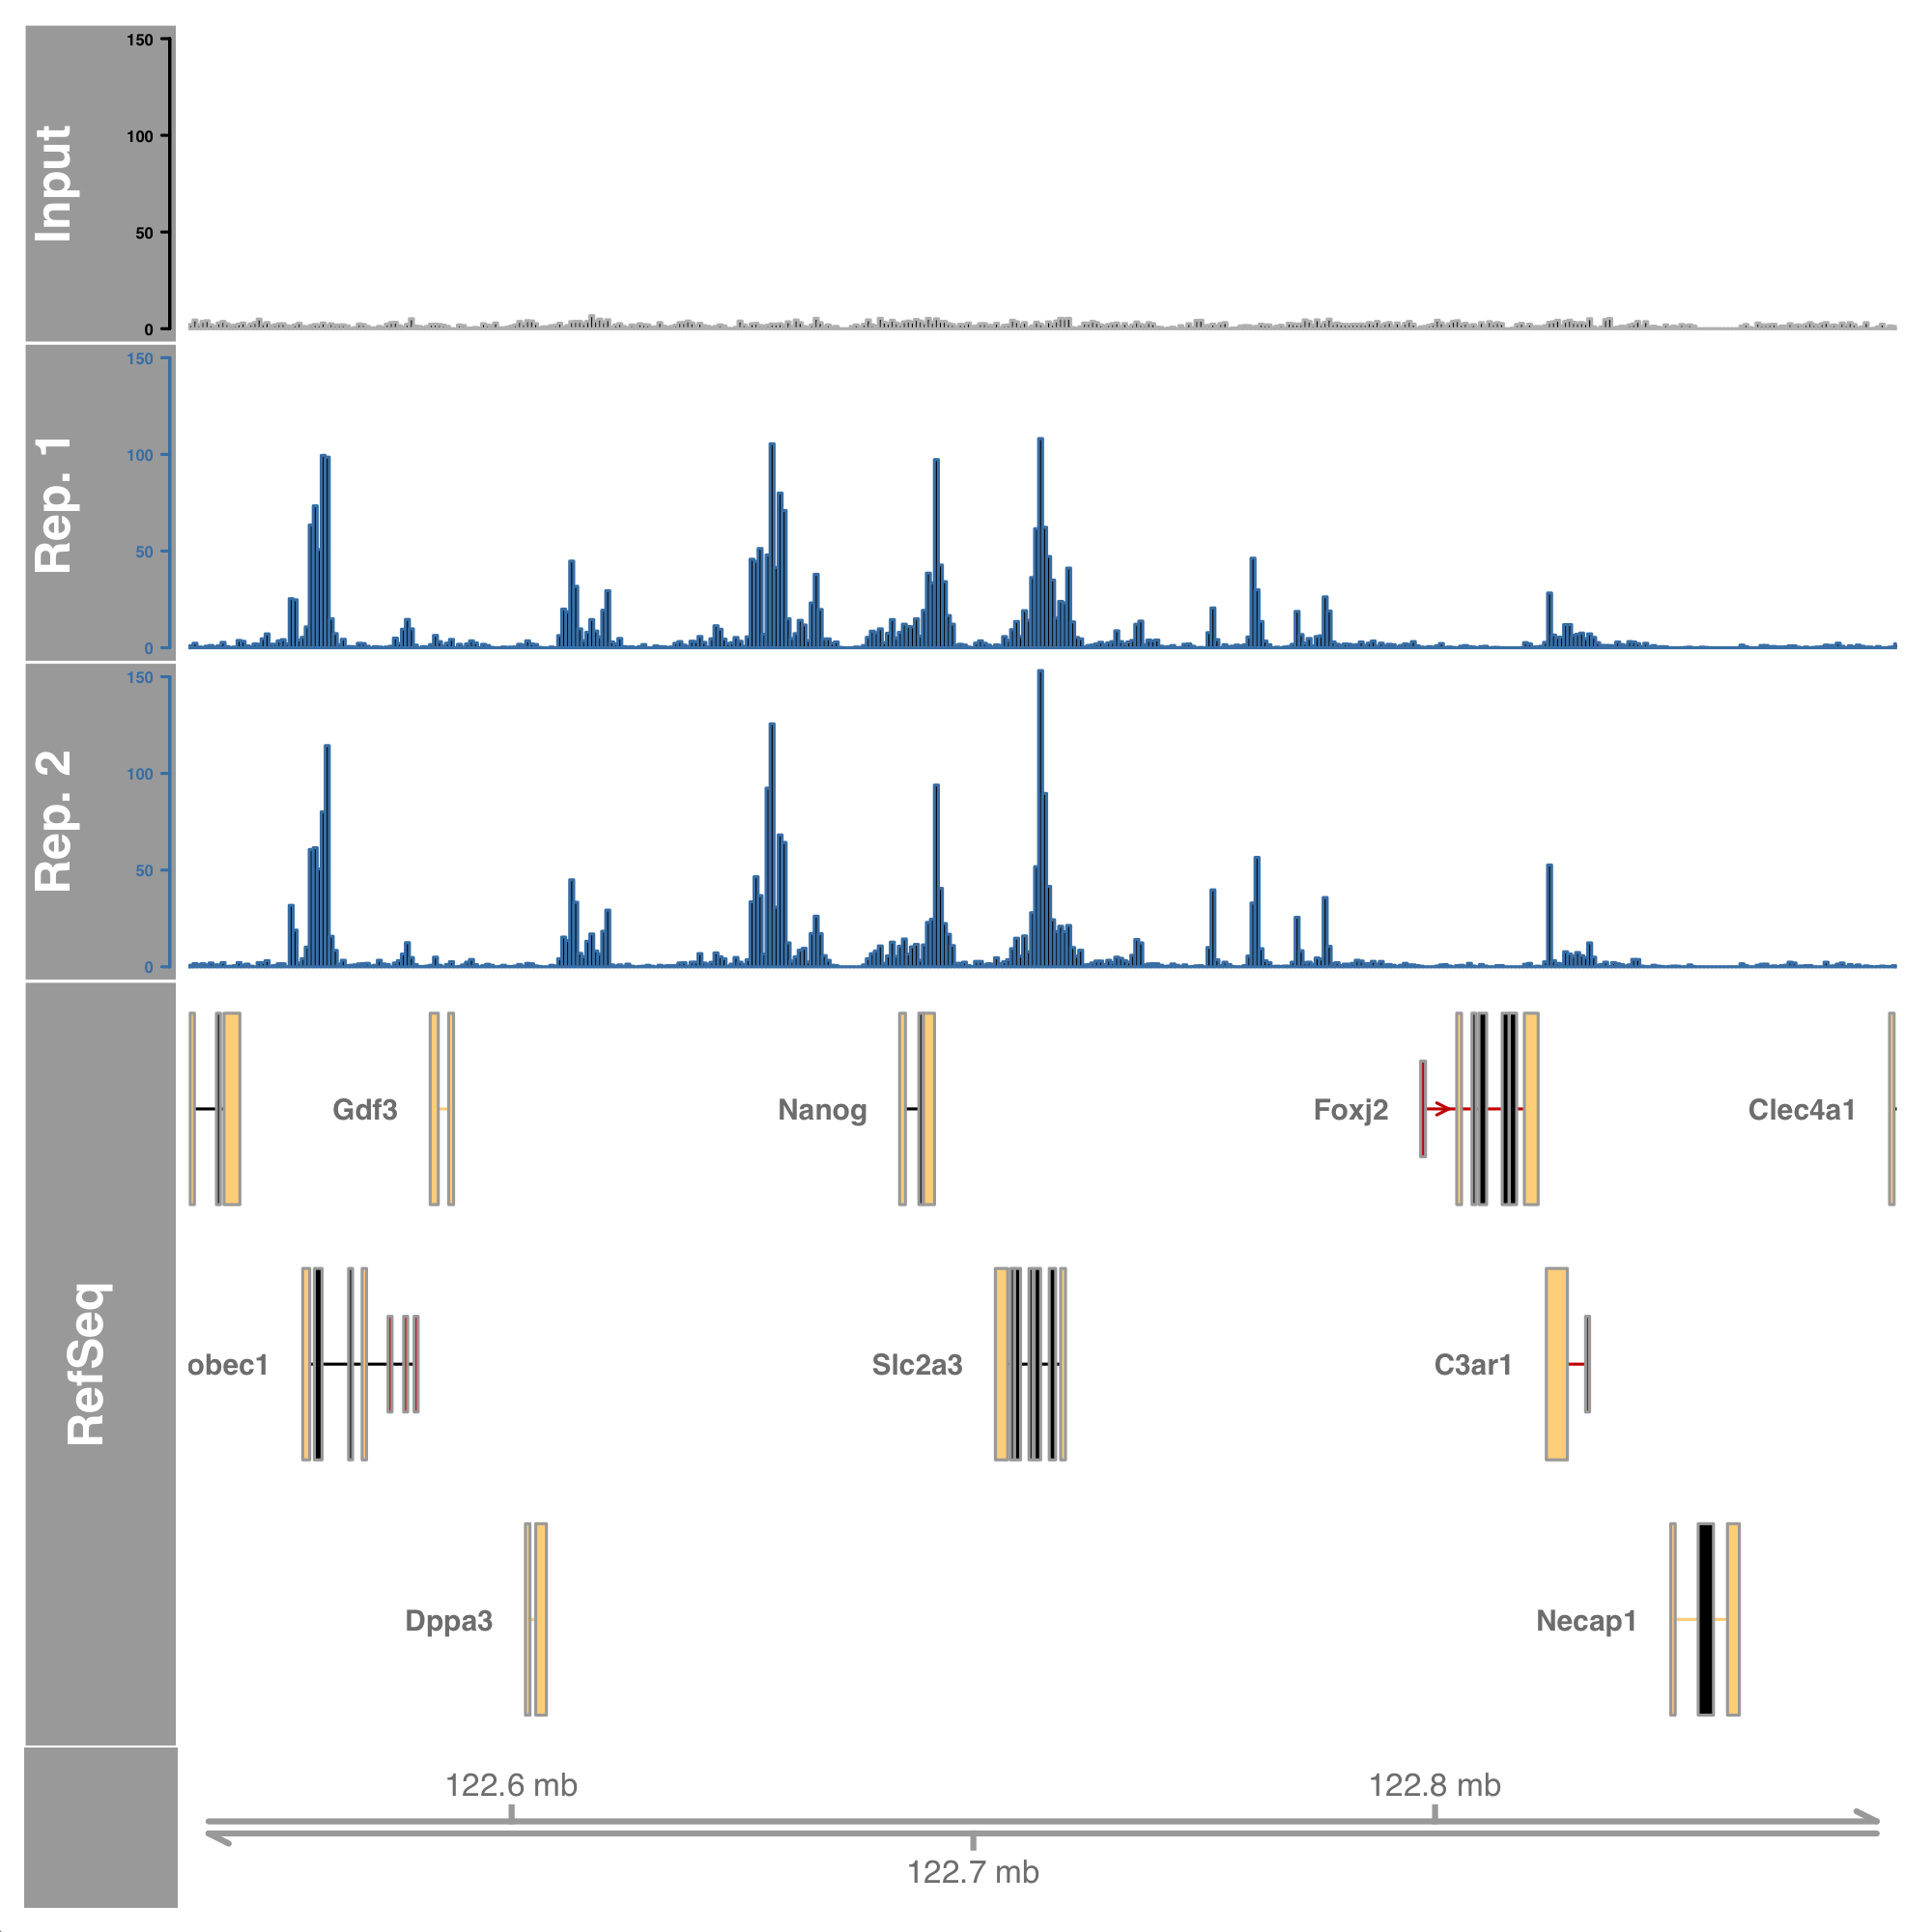 Input
150
100
50
0
Rep. 1
150
100
50
0
Rep. 2
150
100
50
0
RefSeq
Gdf3
Nanog
Foxj2
Clec4a1
obec1
Slc2a3
C3ar1
Dppa3
Necap1
122.6 mb
122.8 mb
122.7 mb